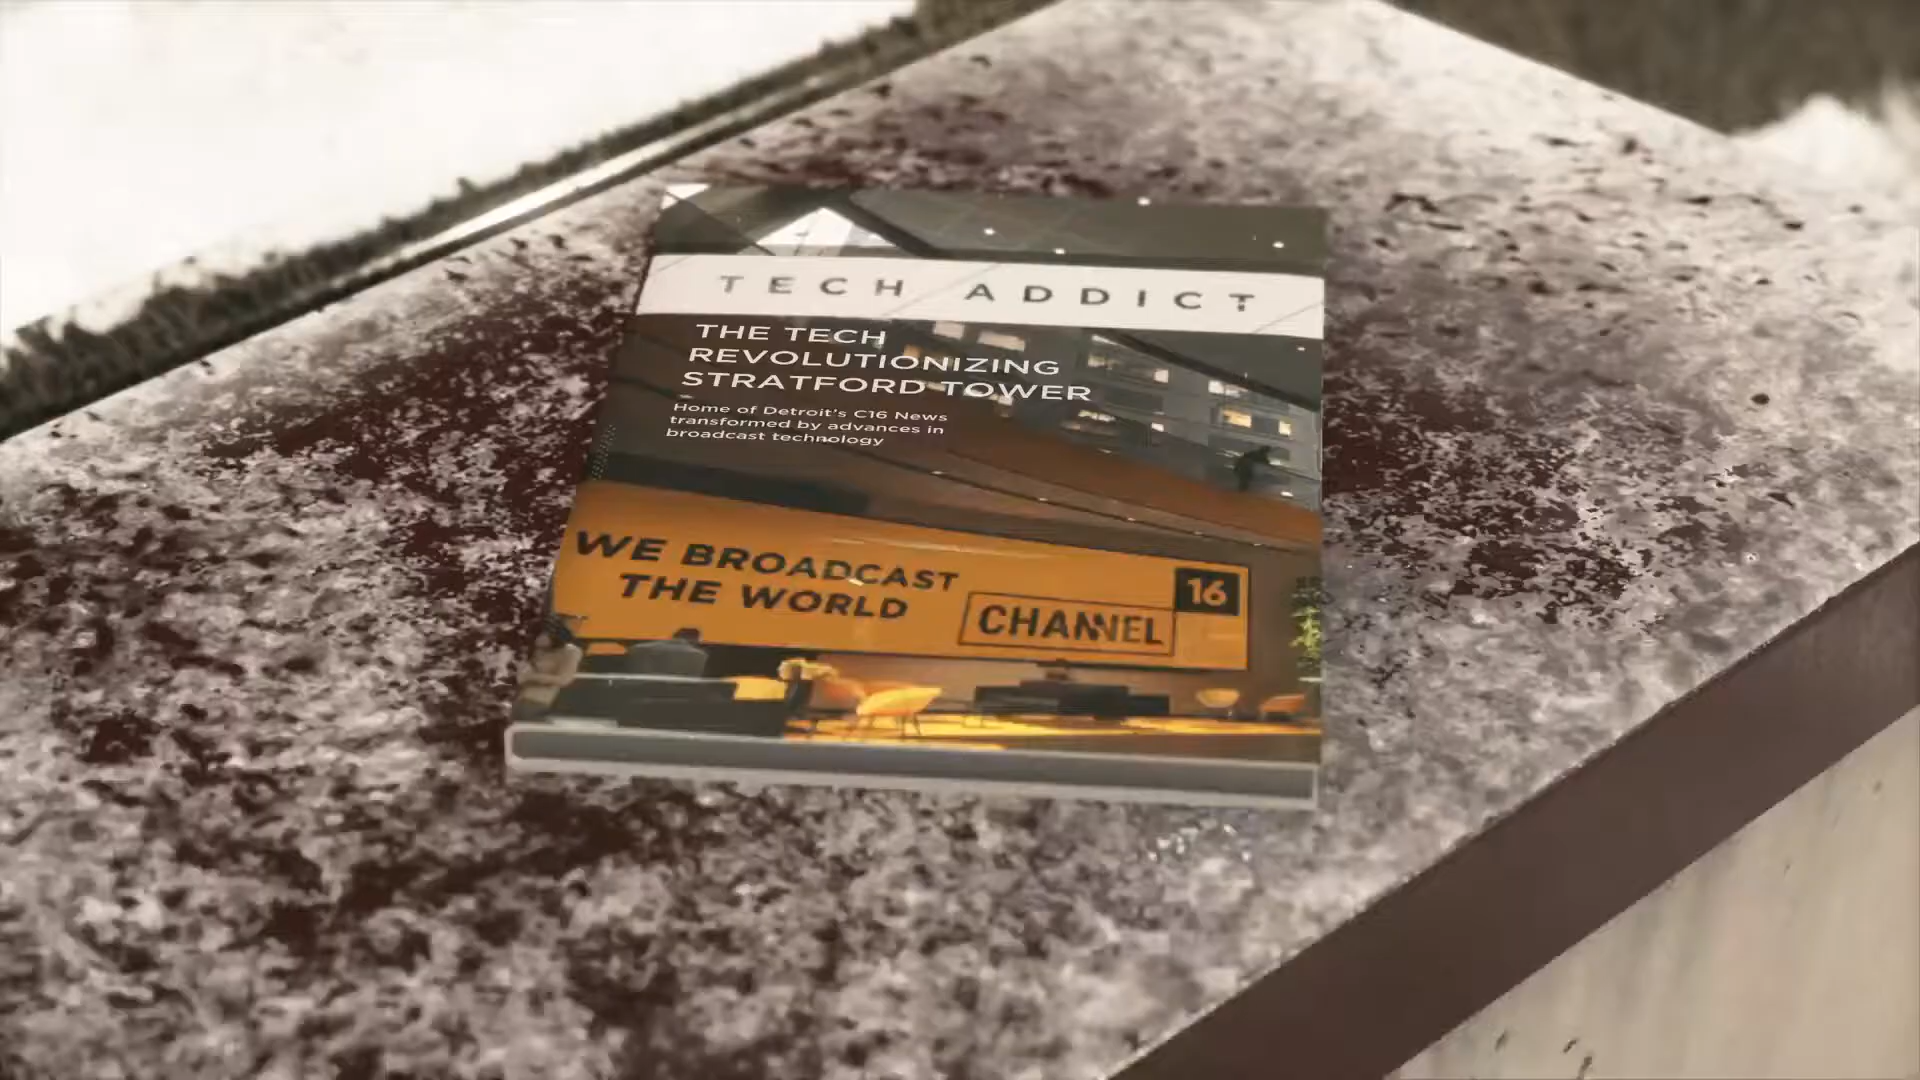 TECH ADDICT
THE TECH
REVOLUTIONIZING
STRATFORD TOWER
Home of Detroit's C16 News
transformed by advances in
broadcast technology
WE BROADCAST
THE WORLD
CHANNEL
16